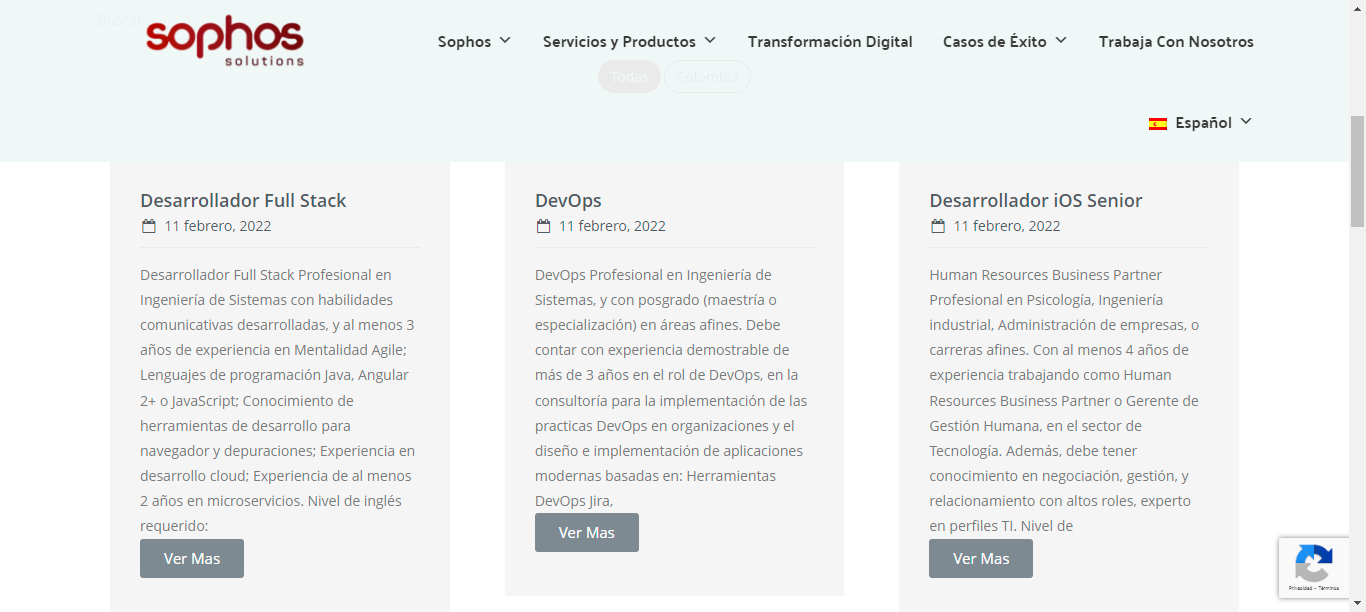 Buscar
sophos
solutions
Sophos
Servicios y Productos
Transformación Digital
Casos de Éxito
Trabaja Con Nosotros
Todas
Colombia
Español
Desarrollador Full Stack
11 febrero, 2022
Desarrollador Full Stack Profesional en
Ingeniería de Sistemas con habilidades
comunicativas desarrolladas, y al menos 3
años de experiencia en Mentalidad Agile;
Lenguajes de programación Java, Angular
2+ o JavaScript; Conocimiento de
herramientas de desarrollo para
navegador y depuraciones; Experiencia en
desarrollo cloud; Experiencia de al menos
2 años en microservicios. Nivel de inglés
requerido:
Ver Mas
DevOps
11 febrero, 2022
DevOps Profesional en Ingeniería de
Sistemas, y con posgrado (maestría o
especialización) en áreas afines. Debe
contar con experiencia demostrable de
más de 3 años en el rol de DevOps, en la
consultoría para la implementación de las
practicas DevOps en organizaciones y el
diseño e implementación de aplicaciones
modernas basadas en: Herramientas
DevOps Jira,
Ver Mas
Desarrollador iOS Senior
11 febrero, 2022
Human Resources Business Partner
Profesional en Psicología, Ingeniería
industrial, Administración de empresas, o
carreras afines. Con al menos 4 años de
experiencia trabajando como Human
Resources Business Partner o Gerente de
Gestión Humana, en el sector de
Tecnología. Además, debe tener
conocimiento en negociación, gestión, y
relacionamiento con altos roles, experto
en perfiles TI. Nivel de
Ver Mas
Privacidad - Términos